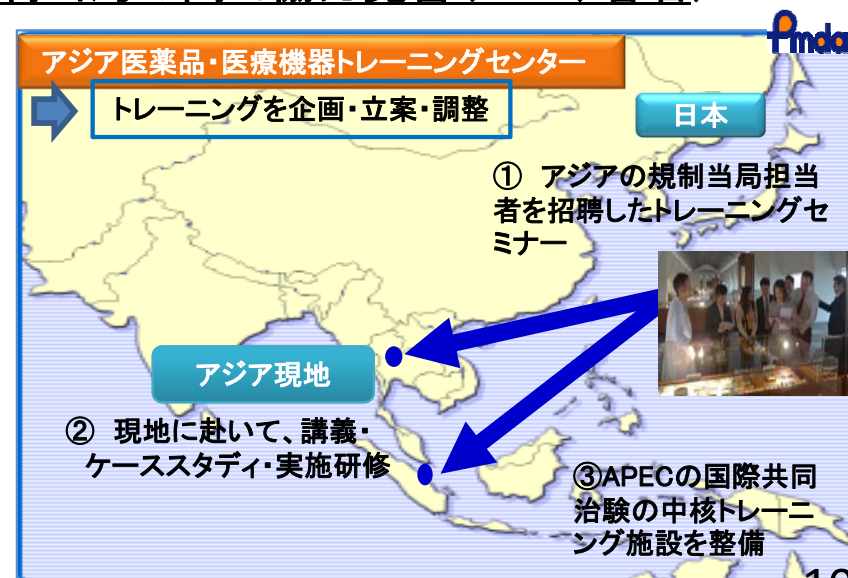 Pmda
アジア医薬品・医療機器トレーニングセンター
トレーニングを企画・立案・調整
日本
① アジアの規制当局担当
者を招聘したトレーニングセ
ミナー
アジア現地
② 現地に赴いて、講義・
ケーススタディ・実施研修
③APECの国際共同
治験の中核トレーニ
ング施設を整備